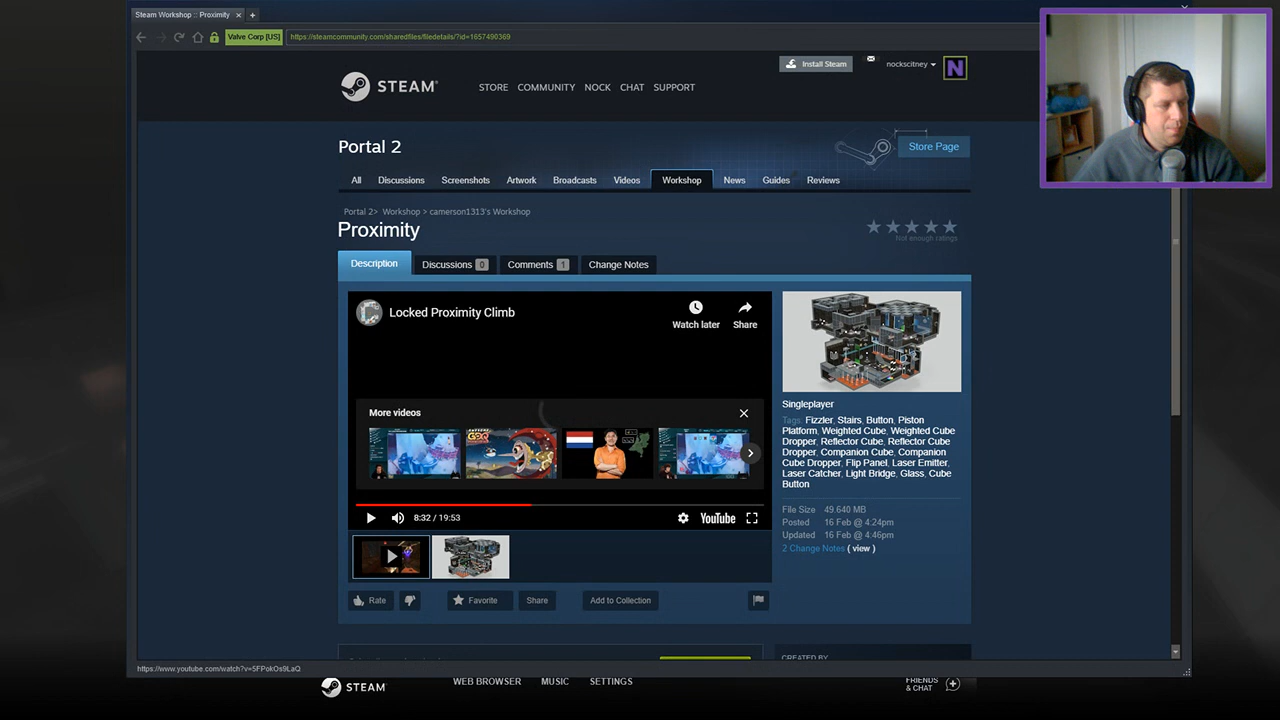 Steam Workshop :: Proximity
Valve Corp [US]
https://steamcommunity.com/sharedfiles/filedetails/?id=1657490369
Install Steam
nockscitney
N
STEAM
STORE COMMUNITY NOCK CHAT SUPPORT
Portal 2
Store Page
All Discussions Screenshots Artwork Broadcasts Videos Workshop News Guides Reviews
Portal 2> Workshop > camerson1313's Workshop
Proximity
Not enough ratings
Description Discussions 0 Comments 1 Change Notes
Locked Proximity Climb
Watch later
Share
More videos
8:32 / 19:53
YouTube
Singleplayer
Tags: Fizzler, Stairs, Button, Piston
Platform, Weighted Cube, Weighted Cube
Dropper, Reflector Cube, Reflector Cube
Dropper, Companion Cube, Companion
Cube Dropper, Flip Panel, Laser Emitter,
Laser Catcher, Light Bridge, Glass, Cube
Button
File Size 49.640 MB
Posted 16 Feb @ 4:24pm
Updated 16 Feb @ 4:46pm
2 Change Notes ( view )
Rate
Favorite
Share
Add to Collection
CREATED BY
https://www.youtube.com/watch?v=5FPokOs9LaQ
STEAM
WEB BROWSER MUSIC SETTINGS
FRIENDS
& CHAT